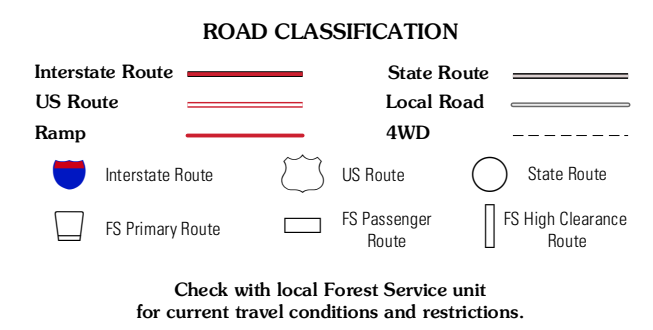 ROAD CLASSIFICATION
Interstate Route
State Route
US Route
Local Road
Ramp
4WD
Interstate Route
US Route
State Route
FS Primary Route
FS Passenger
Route
FS High Clearance
Route
Check with local Forest Service unit
for current travel conditions and restrictions.